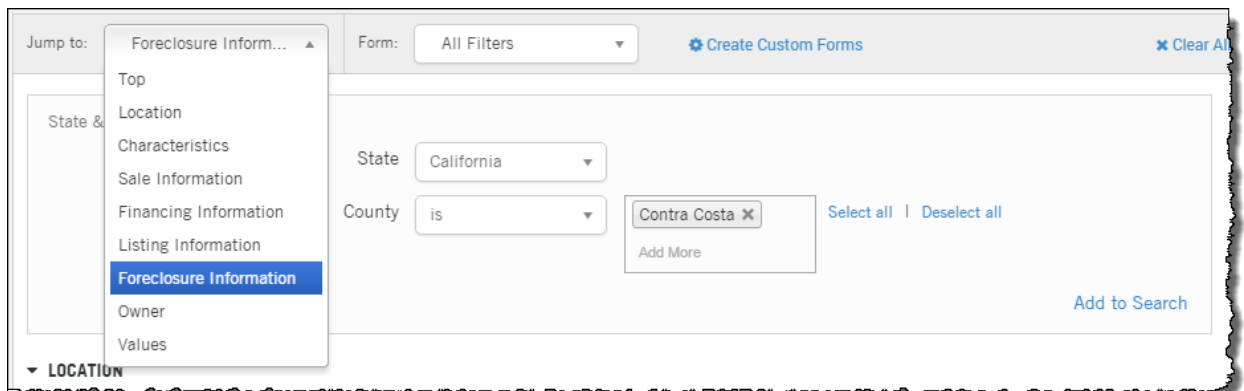 Jump to: Foreclosure Inform... Form: All Filters Create Custom Forms Clear All
Top
Location
State &
Characteristics
State California
Sale Information
Financing Information County is Contra Costa Select all | Deselect all
Listing Information Add More
Foreclosure Information
Add to Search
Owner
Values
LOCATION